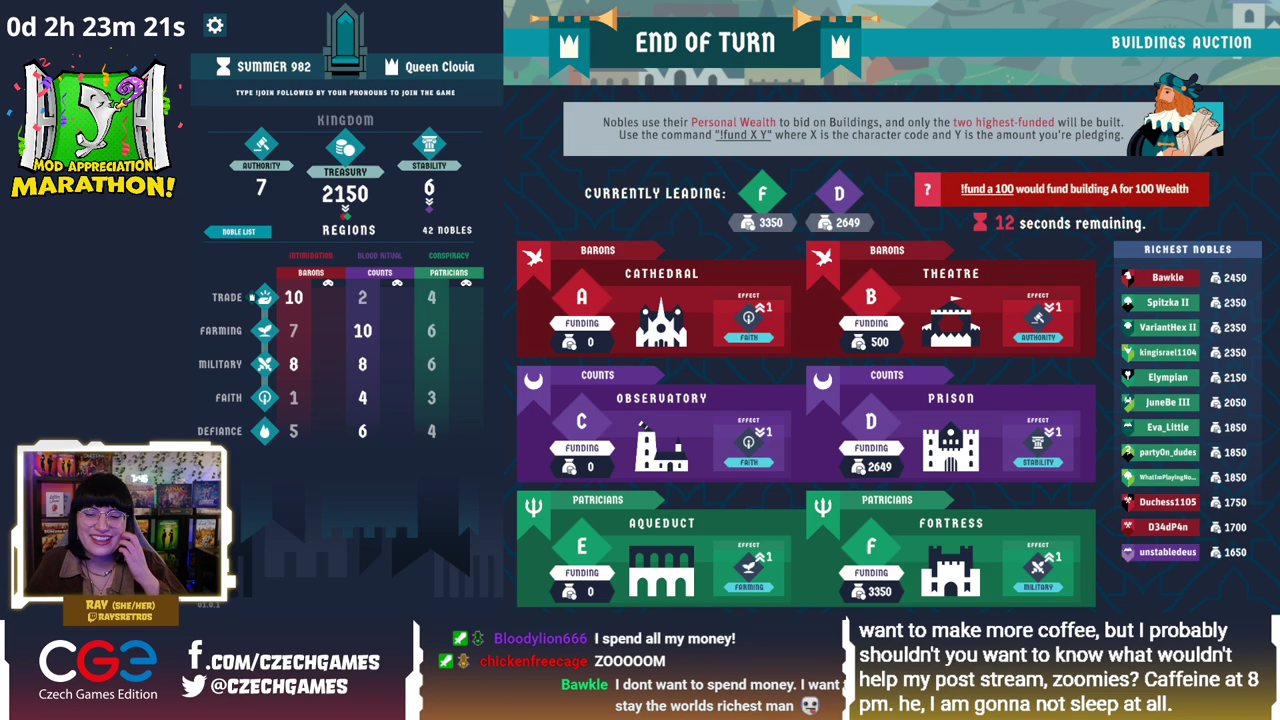 0d 2h 23m 21s
MOD APPRECIATION
MARATHON!
SUMMER 982
Queen Clovia
TYPE !JOIN FOLLOWED BY YOUR PRONOUNS TO JOIN THE GAME
KINGDOM
AUTHORITY
TREASURY
STABILITY
7
2150
6
NOBLE LIST
REGIONS
42 NOBLES
INTIMIDATION
BLOOD RITUAL
CONSPIRACY
BARONS
COUNTS
PATRICIANS
TRADE 10 2 4
FARMING 7 10 6
MILITARY 8 8 6
FAITH 1 4 3
DEFIANCE 5 6 4
END OF TURN
BUILDINGS AUCTION
Nobles use their Personal Wealth to bid on Buildings, and only the two highest-funded will be built.
Use the command "!fund X Y" where X is the character code and Y is the amount you're pledging.
CURRENTLY LEADING:
F
3350
D
2649
? !fund a 100 would fund building A for 100 Wealth
12 seconds remaining.
BARONS
CATHEDRAL
A
FUNDING
0
EFFECT
1
FAITH
BARONS
THEATRE
B
FUNDING
500
EFFECT
1
AUTHORITY
COUNTS
OBSERVATORY
C
FUNDING
0
EFFECT
1
FAITH
COUNTS
PRISON
D
FUNDING
2649
EFFECT
1
STABILITY
PATRICIANS
AQUEDUCT
E
FUNDING
0
EFFECT
1
FARMING
PATRICIANS
FORTRESS
F
FUNDING
3350
EFFECT
1
MILITARY
RICHEST NOBLES
Bawkle 2450
Spitzka II 2350
VariantHex II 2350
kingisrael1104 2350
Elympian 2150
JuneBe III 2050
Eva_Little 1850
party0n_dudes 1850
WhatImPlayingNo... 1850
Duchess1105 1750
D34dP4n 1700
unstabledeus 1650
RAY (SHE/HER)
RAYSRETROS
CGE
Czech Games Edition
f.COM/CZECHGAMES
@CZECHGAMES
Bloodylion666 I spend all my money!
chickenfreecage ZOOOOOM
Bawkle I dont want to spend money. I want
stay the worlds richest man
want to make more coffee, but I probably
shouldn't you want to know what wouldn't
help my post stream, zoomies? Caffeine at 8
pm. he, I am gonna not sleep at all.